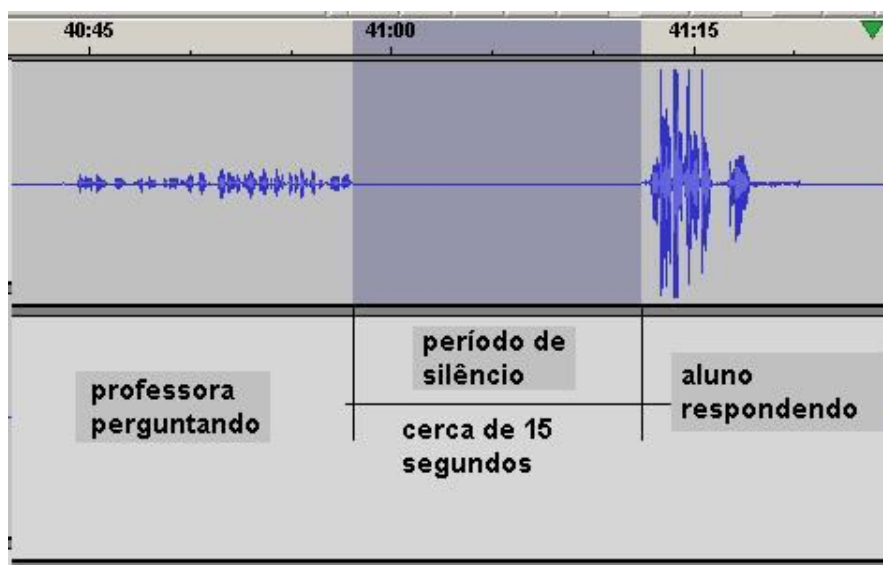 40:45 41:00 41:15
período de
silêncio
professora
perguntando
aluno
respondendo
cerca de 15
segundos